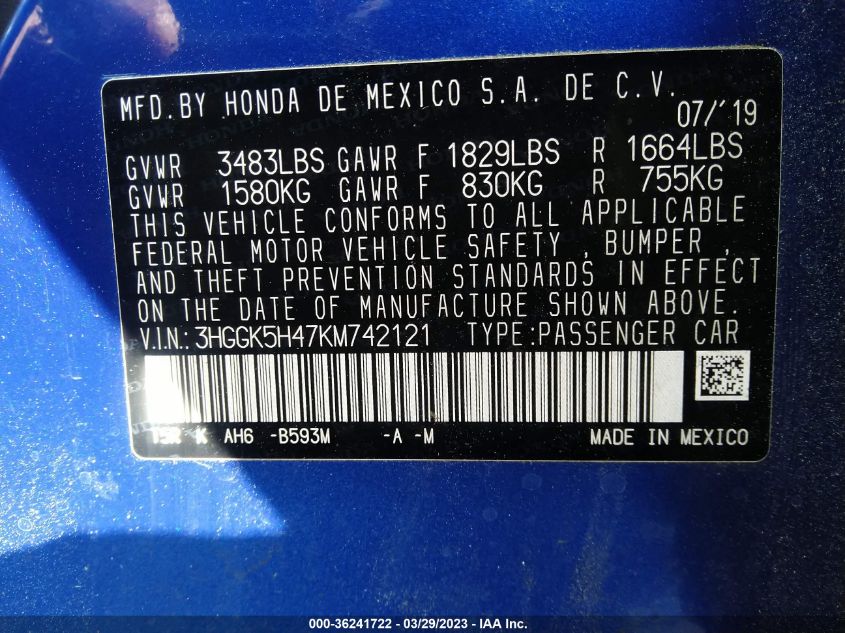 MFD.BY HONDA DE MEXICO S.A. DE C.V.
07/'19
GVWR 3483LBS GAWR F 1829LBS R 1664LBS
GVWR 1580KG GAWR F 830KG R 755KG
THIS VEHICLE CONFORMS TO ALL APPLICABLE
FEDERAL MOTOR VEHICLE SAFETY , BUMPER ,
AND THEFT PREVENTION STANDARDS IN EFFECT
ON THE DATE OF MANUFACTURE SHOWN ABOVE.
V.I.N.: 3HGGK5H47KM742121 TYPE:PASSENGER CAR
K AH6 -B593M -A -M MADE IN MEXICO
000-36241722 - 03/29/2023 - IAA Inc.